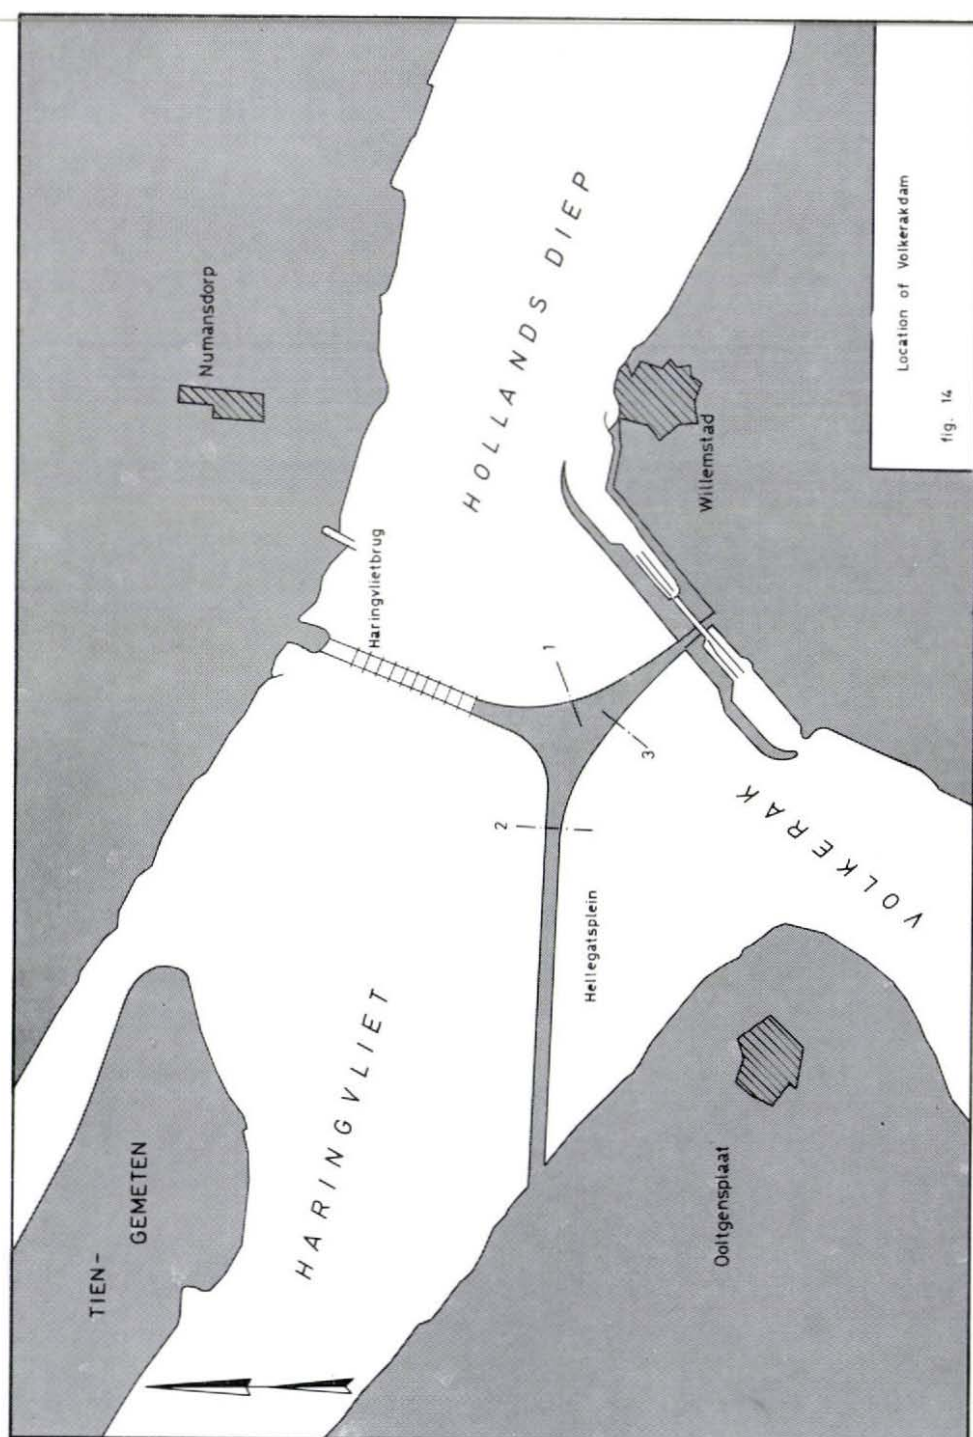 TIEN-
GEMETEN
HARINGVLIET
Numansdorp
Haringvlietbrug
HOLLANDS DIEP
1
2
3
Hellegatsplein
VOLKERAK
Willemstad
Ooltgensplaat
Location of Volkerakdam
fig. 14